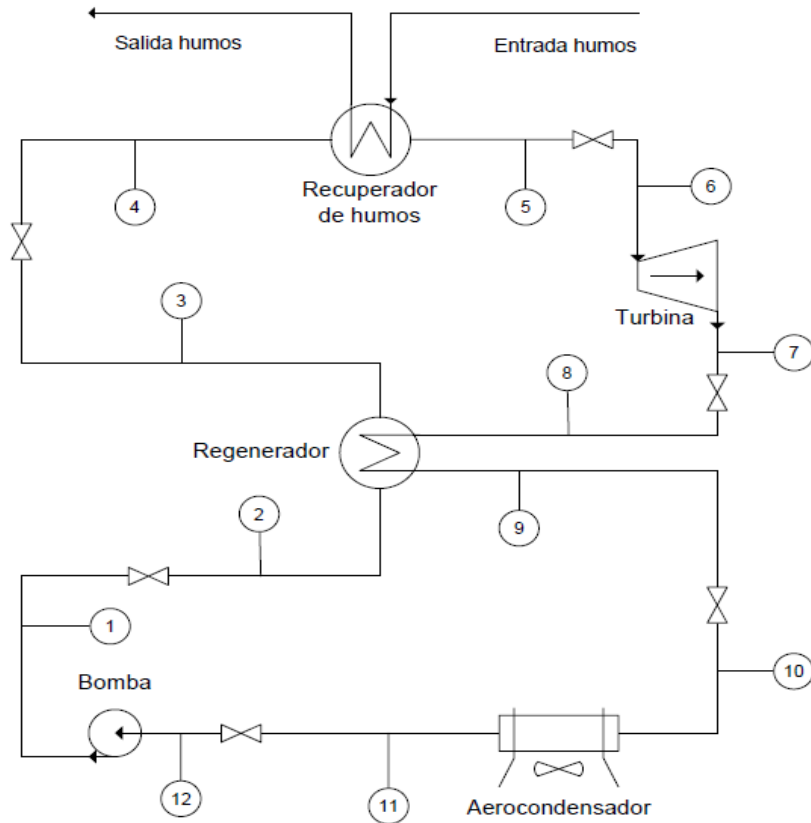 Salida humos
Entrada humos
Recuperador
de humos
4
5
6
3
Turbina
7
8
Regenerador
9
2
1
Bomba
10
12
11
Aerocondensador